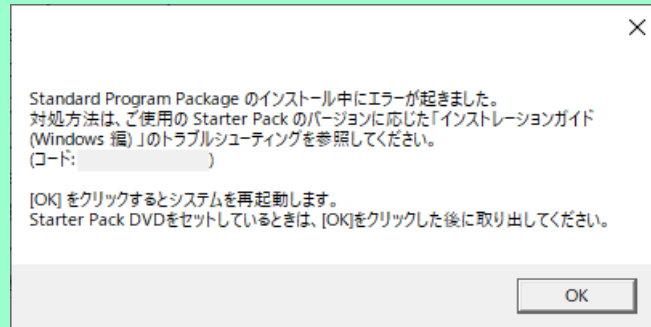 Standard Program Package のインストール中にエラーが起きました。
対処方法は、ご使用の Starter Pack のバージョンに応じた「インストレーションガイド
(Windows 編) 」のトラブルシューティングを参照してください。
(コード: )
[OK] をクリックするとシステムを再起動します。
Starter Pack DVDをセットしているときは、[OK]をクリックした後に取り出してください。
OK